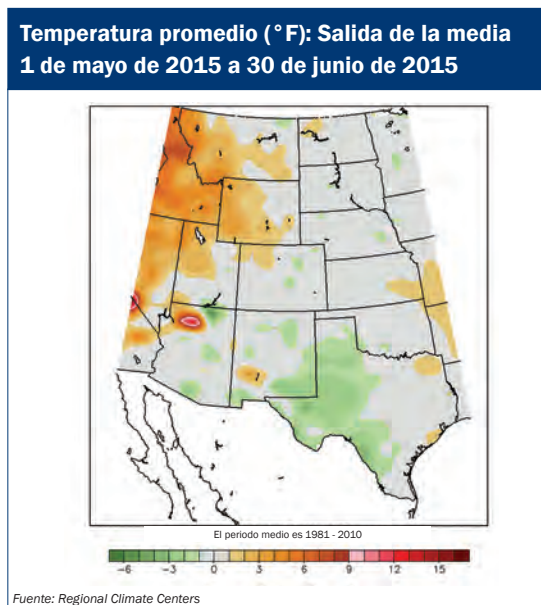 Temperatura promedio (°F): Salida de la media
1 de mayo de 2015 a 30 de junio de 2015
El periodo medio es 1981 - 2010
-6 -3 0 3 6 9 12 15
Fuente: Regional Climate Centers